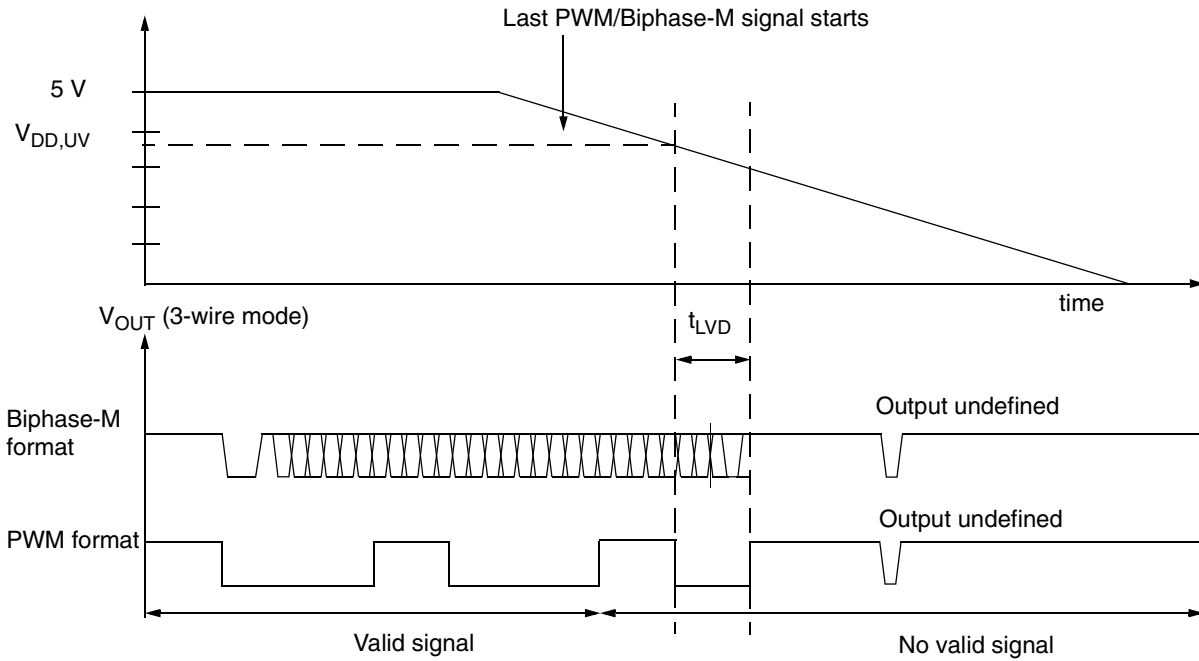 Last PWM/Biphase-M signal starts
5 V
VDD,UV
time
VOUT (3-wire mode)
tLVD
Biphase-M
format
Output undefined
PWM format
Output undefined
Valid signal
No valid signal